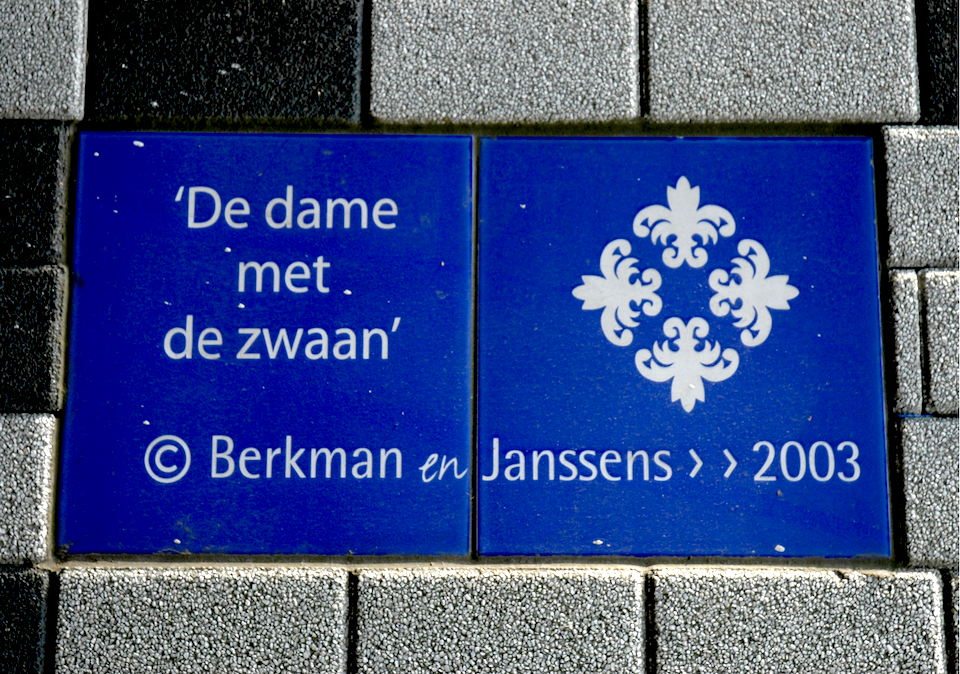 ‘De dame
met
de zwaan’
© Berkman en Janssens › › 2003